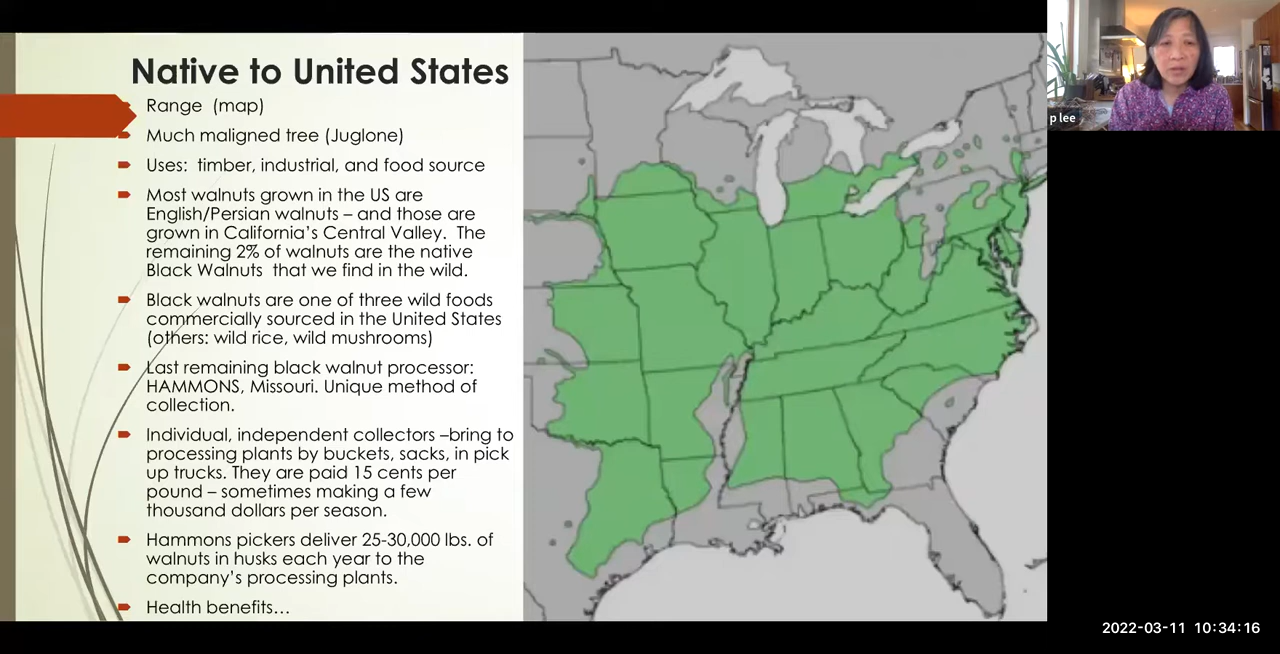 Native to United States
Range (map)
Much maligned tree (Juglone)
Uses: timber, industrial, and food source
Most walnuts grown in the US are
English/Persian walnuts – and those are
grown in California's Central Valley. The
remaining 2% of walnuts are the native
Black Walnuts that we find in the wild.
Black walnuts are one of three wild foods
commercially sourced in the United States
(others: wild rice, wild mushrooms)
Last remaining black walnut processor:
HAMMONS, Missouri. Unique method of
collection.
Individual, independent collectors –bring to
processing plants by buckets, sacks, in pick
up trucks. They are paid 15 cents per
pound – sometimes making a few
thousand dollars per season.
Hammons pickers deliver 25-30,000 lbs. of
walnuts in husks each year to the
company's processing plants.
Health benefits…
p lee
2022-03-11 10:34:16